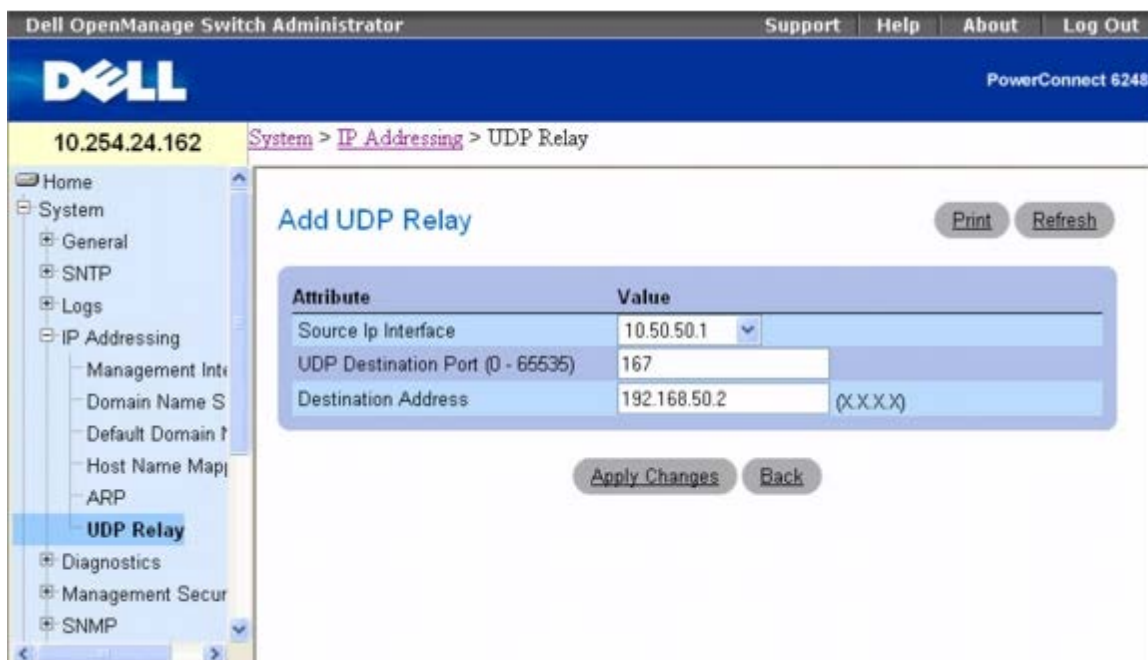 Dell OpenManage Switch Administrator Support Help About Log Out
DELL
PowerConnect 6248
10.254.24.162 System > IP Addressing > UDP Relay
Home
System
General
SNTP
Logs
IP Addressing
Management Inte
Domain Name S
Default Domain N
Host Name Mapp
ARP
UDP Relay
Diagnostics
Management Secur
SNMP
Add UDP Relay Print Refresh
Attribute Value
Source Ip Interface 10.50.50.1
UDP Destination Port (0 - 65535) 167
Destination Address 192.168.50.2 (X.X.X.X)
Apply Changes Back